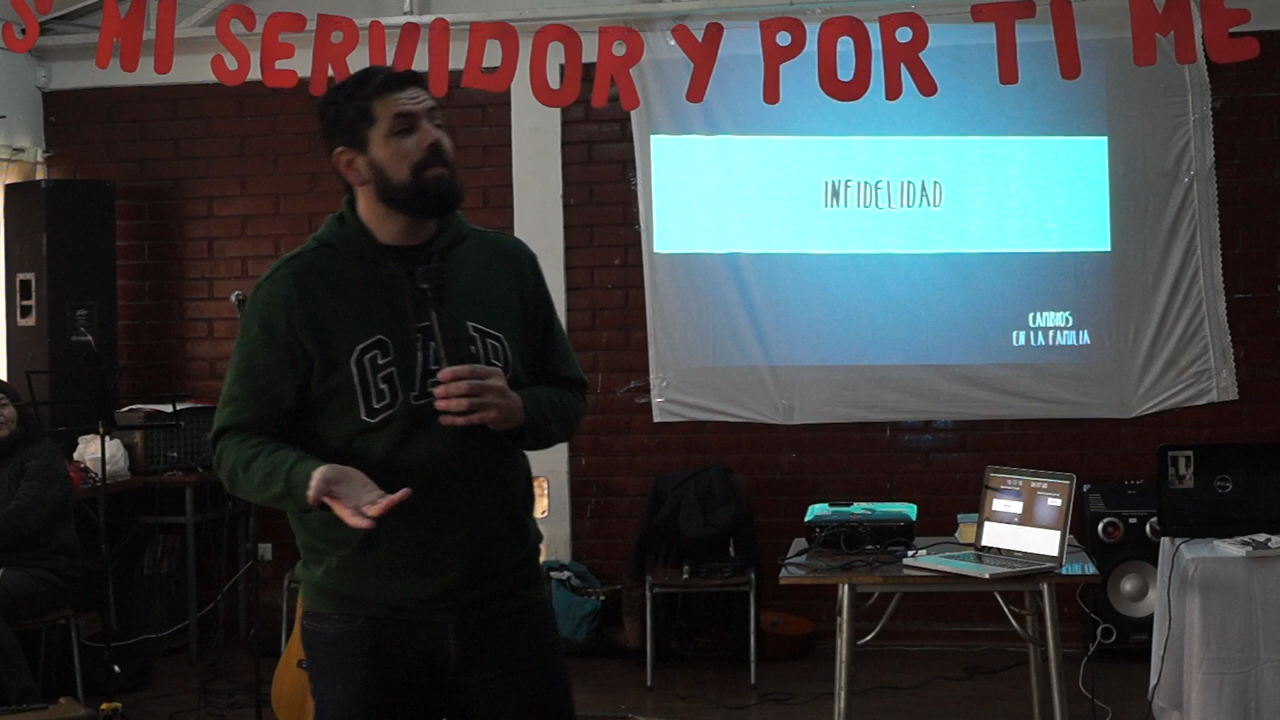 S MI SERVIDOR Y POR TI ME
INFIDELIDAD
CAMBIOS
EN LA FAMILIA
GAP